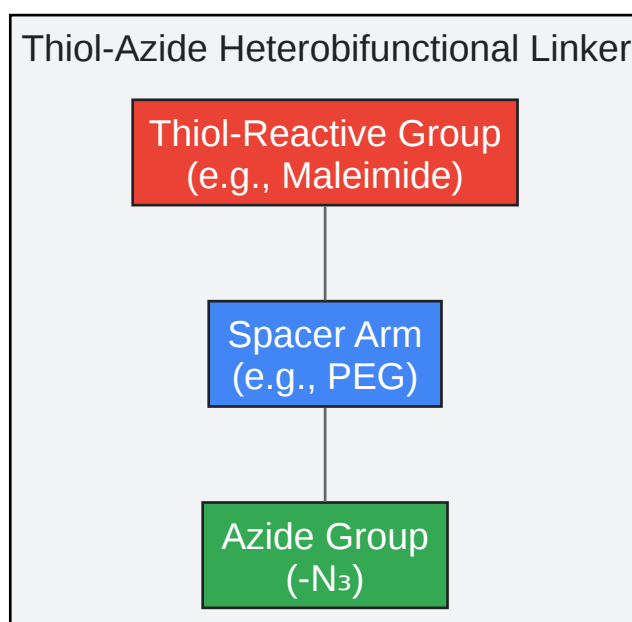 Thiol-Azide Heterobifunctional Linker
Thiol-Reactive Group
(e.g., Maleimide)
Spacer Arm
(e.g., PEG)
Azide Group
(-N₃)